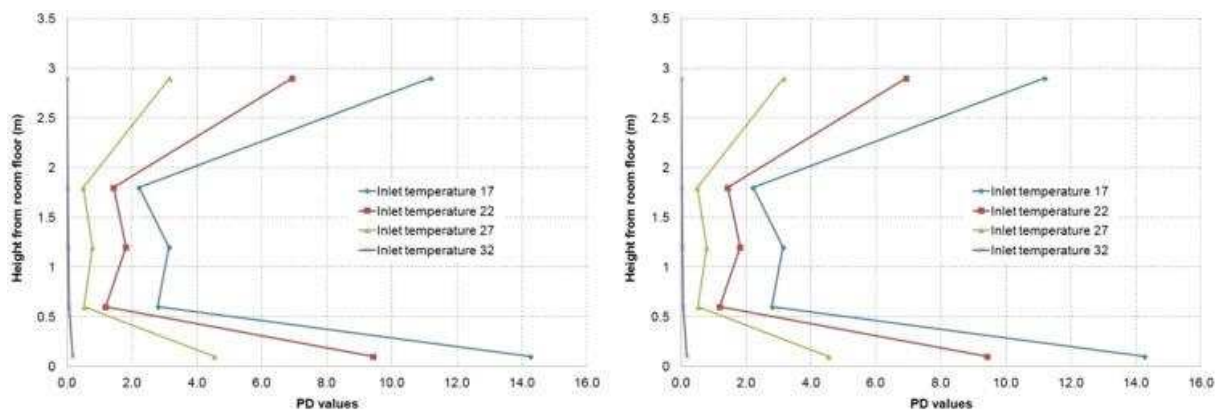 3.5
3
2.5
2
1.5
1
0.5
0
Height from room floor (m)
0.0 2.0 4.0 6.0 8.0 10.0 12.0 14.0 16.0
PD values
Inlet temperature 17
Inlet temperature 22
Inlet temperature 27
Inlet temperature 32
3.5
3
2.5
2
1.5
1
0.5
0
Height from room floor (m)
0.0 2.0 4.0 6.0 8.0 10.0 12.0 14.0 16.0
PD values
Inlet temperature 17
Inlet temperature 22
Inlet temperature 27
Inlet temperature 32